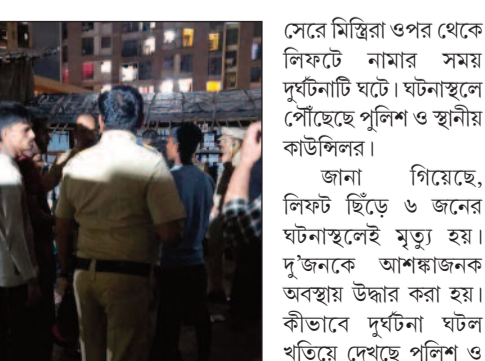 সেরে মিস্ত্রিরা ওপর থেকে
লিফটে নামার সময়
দুর্ঘটনাটি ঘটে। ঘটনাস্থলে
পৌঁছেছে পুলিশ ও স্থানীয়
কাউন্সিলর।
জানা গিয়েছে,
লিফট ছিঁড়ে ৬ জনের
ঘটনাস্থলেই মৃত্যু হয়।
দু’জনকে আশঙ্কাজনক
অবস্থায় উদ্ধার করা হয়।
কীভাবে দুর্ঘটনা ঘটল
খতিয়ে দেখছে পুলিশ ও